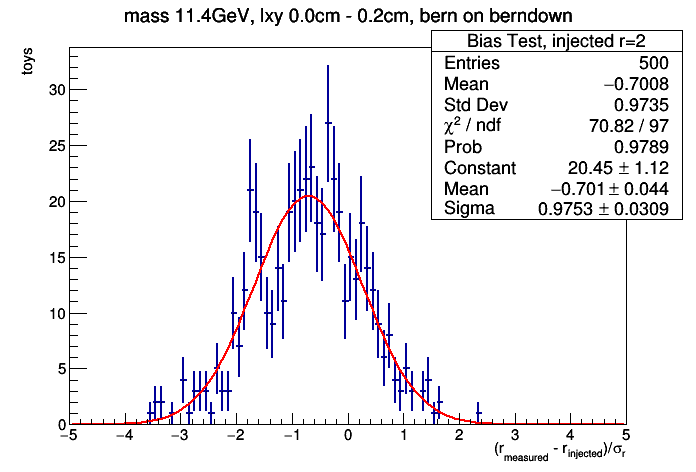 mass 11.4GeV, lxy 0.0cm - 0.2cm, bern on berndown
Bias Test, injected r=2
Entries 500
Mean −0.7008
Std Dev 0.9735
χ² / ndf 70.82 / 97
Prob 0.9789
Constant 20.45 ± 1.12
Mean −0.701 ± 0.044
Sigma 0.9753 ± 0.0309
toys
30
25
20
15
10
5
0
−5 −4 −3 −2 −1 0 1 2 3 4 5
(r_measured - r_injected)/σ_r